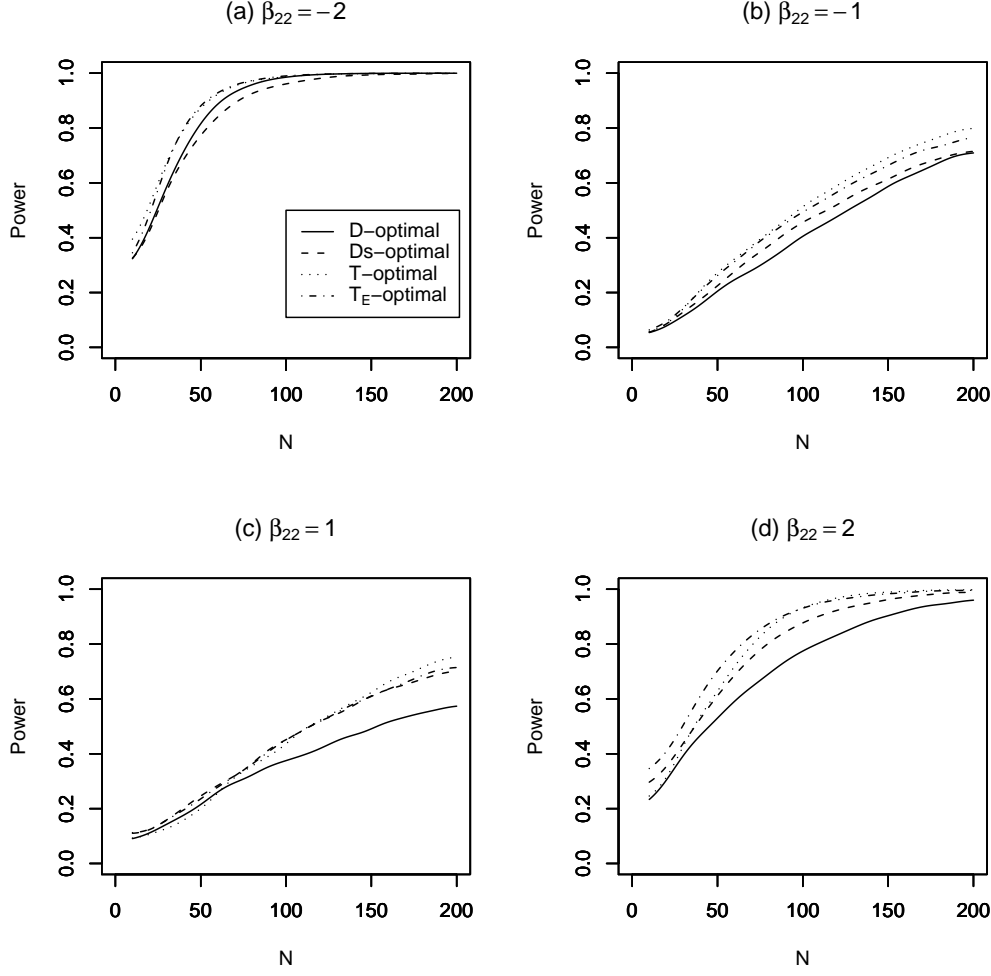 (a) β₂₂ = −2
Power
0.0 0.2 0.4 0.6 0.8 1.0
0 50 100 150 200
N
D−optimal
Ds−optimal
T−optimal
T_E−optimal
(b) β₂₂ = −1
Power
0.0 0.2 0.4 0.6 0.8 1.0
0 50 100 150 200
N
(c) β₂₂ = 1
Power
0.0 0.2 0.4 0.6 0.8 1.0
0 50 100 150 200
N
(d) β₂₂ = 2
Power
0.0 0.2 0.4 0.6 0.8 1.0
0 50 100 150 200
N